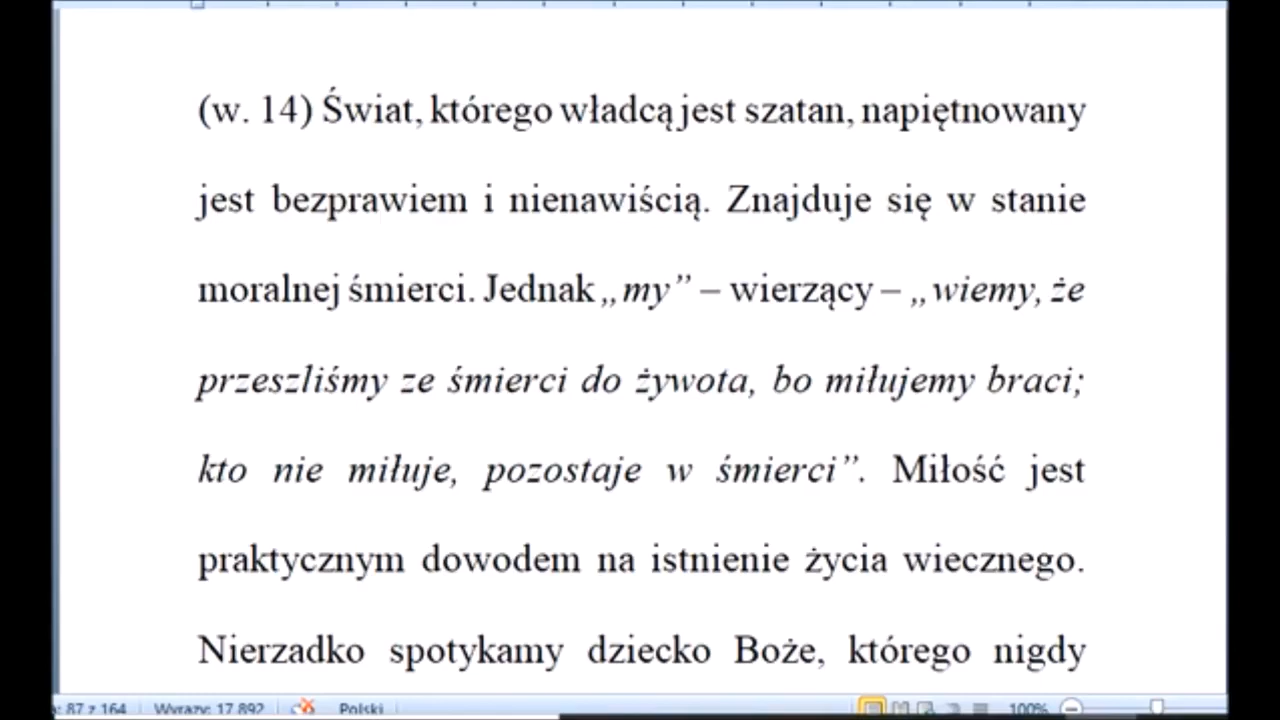 (w. 14) Świat, którego władcą jest szatan, napiętnowany
jest bezprawiem i nienawiścią. Znajduje się w stanie
moralnej śmierci. Jednak „my” – wierzący – „wiemy, że
przeszliśmy ze śmierci do żywota, bo miłujemy braci;
kto nie miłuje, pozostaje w śmierci”. Miłość jest
praktycznym dowodem na istnienie życia wiecznego.
Nierzadko spotykamy dziecko Boże, którego nigdy
: 87 z 164 Wyrazy: 17 892 Polski 100%